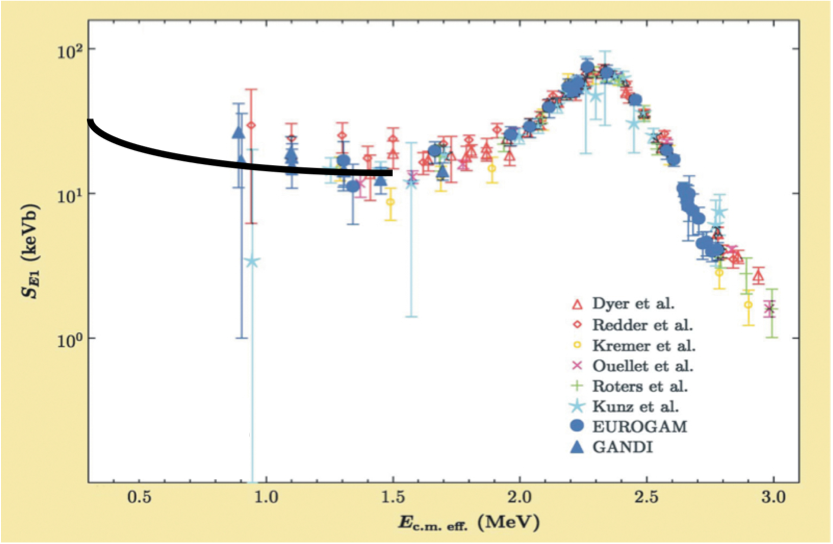 10²
10¹
10⁰
S_E1 (keVb)
Dyer et al.
Redder et al.
Kremer et al.
Ouellet et al.
Roters et al.
Kunz et al.
EUROGAM
GANDI
0.5 1.0 1.5 2.0 2.5 3.0
E_c.m. eff. (MeV)